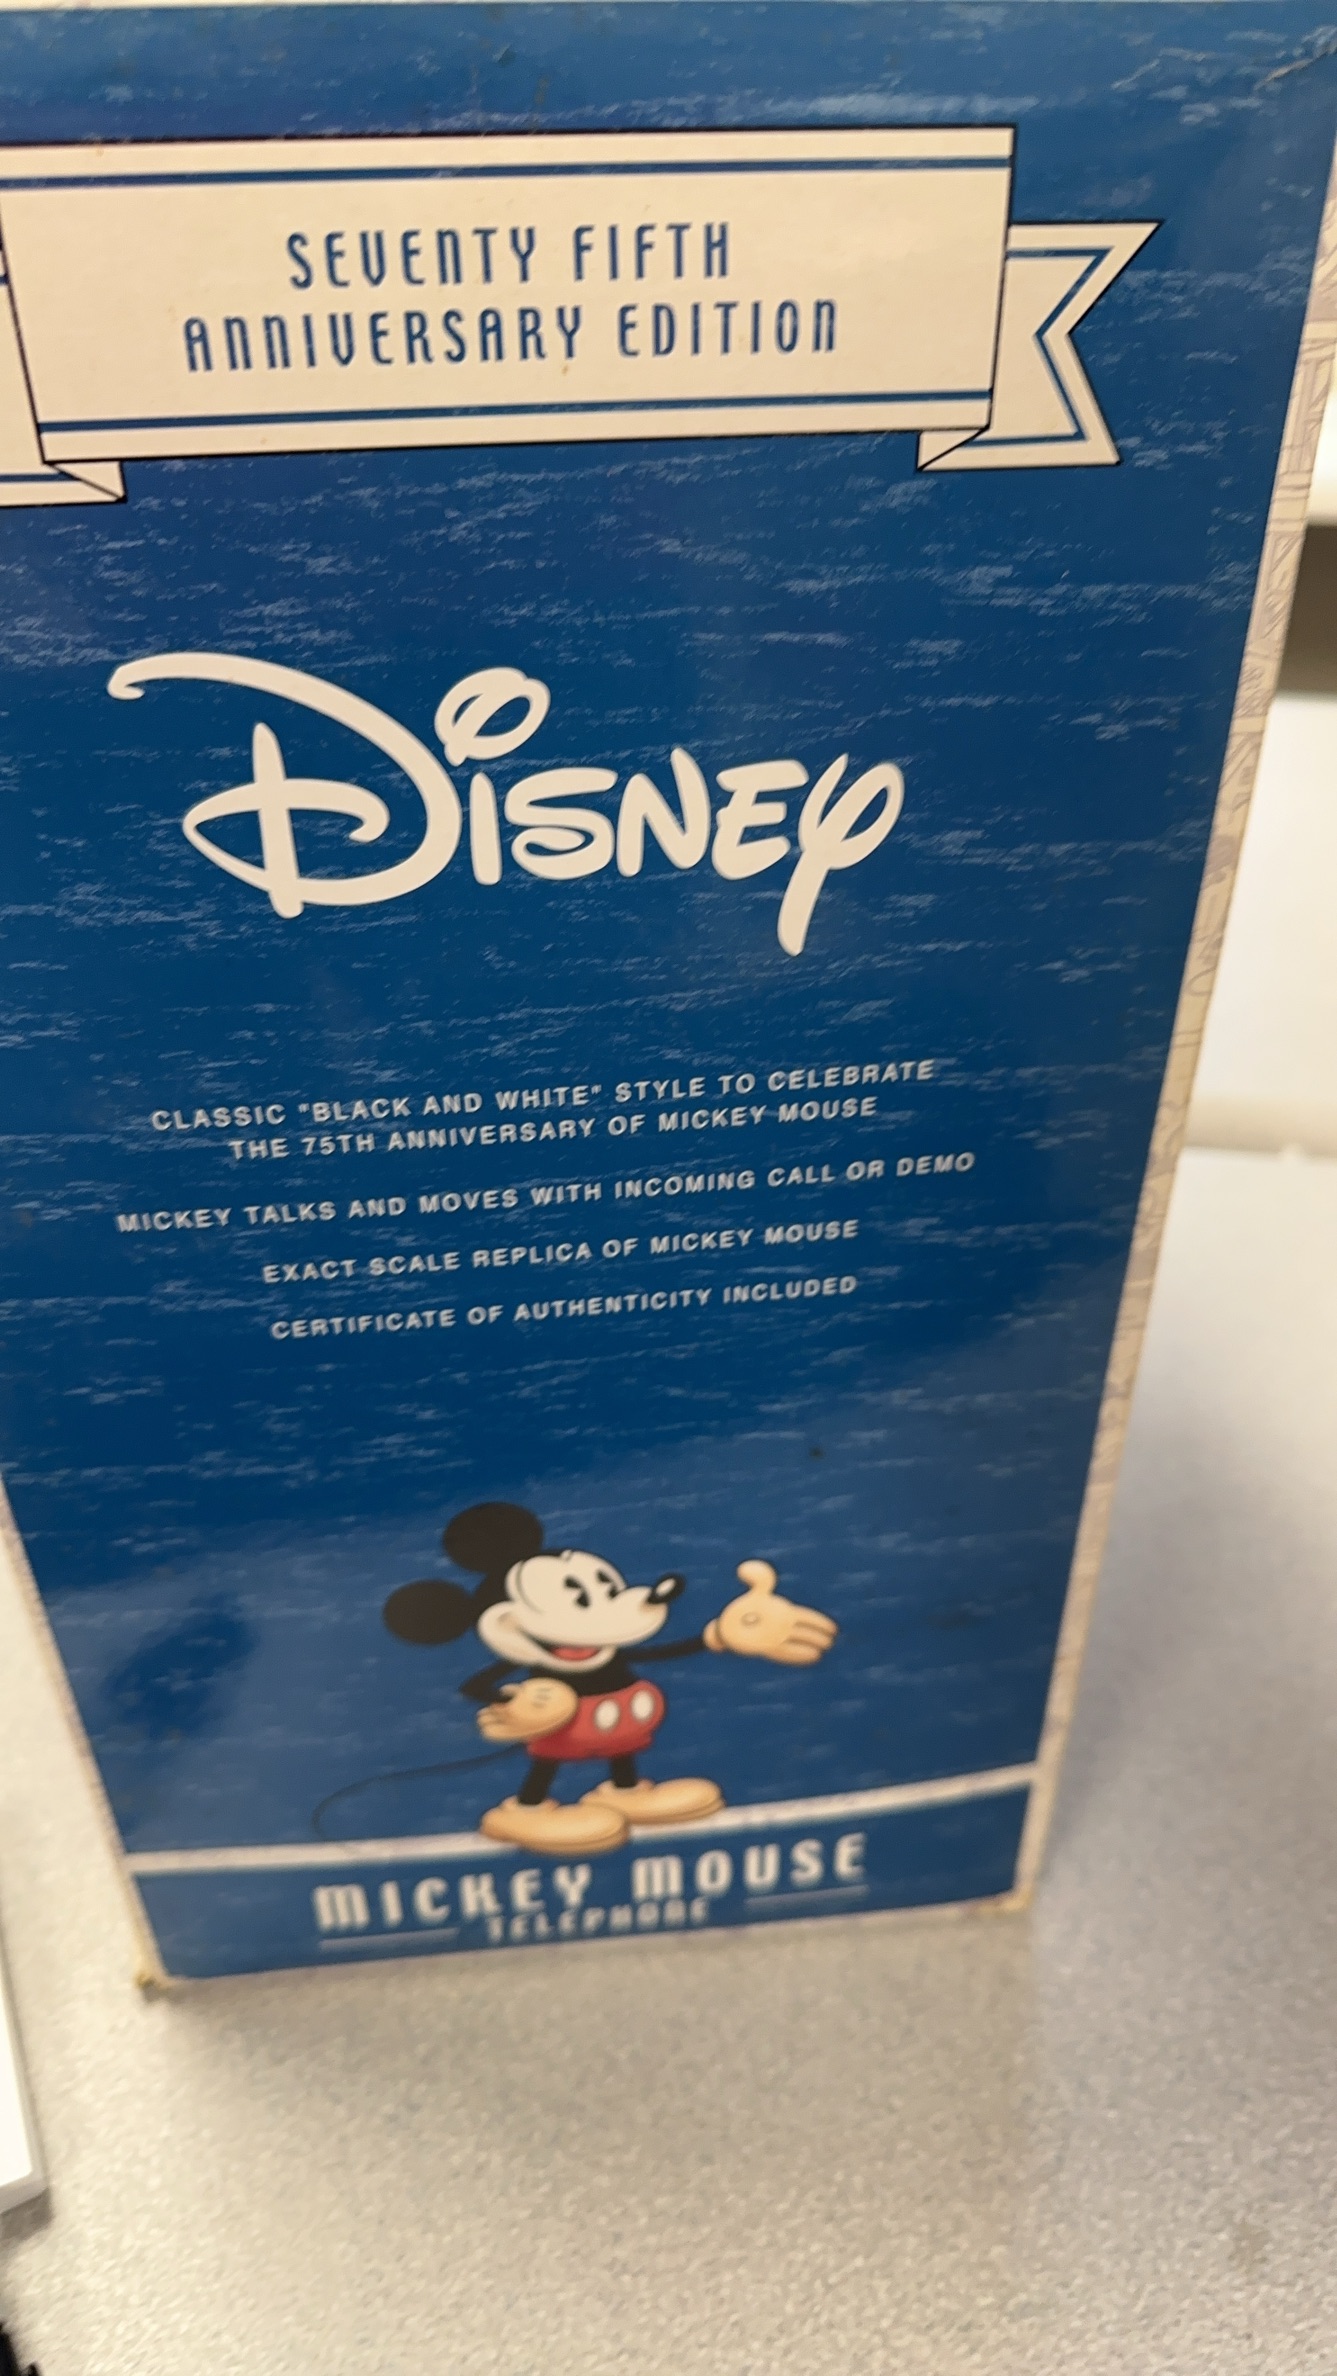 SEVENTY FIFTH
ANNIVERSARY EDITION
DISNEY
CLASSIC "BLACK AND WHITE" STYLE TO CELEBRATE
THE 75TH ANNIVERSARY OF MICKEY MOUSE
MICKEY TALKS AND MOVES WITH INCOMING CALL OR DEMO
EXACT SCALE REPLICA OF MICKEY MOUSE
CERTIFICATE OF AUTHENTICITY INCLUDED
MICKEY MOUSE
TELEPHONE